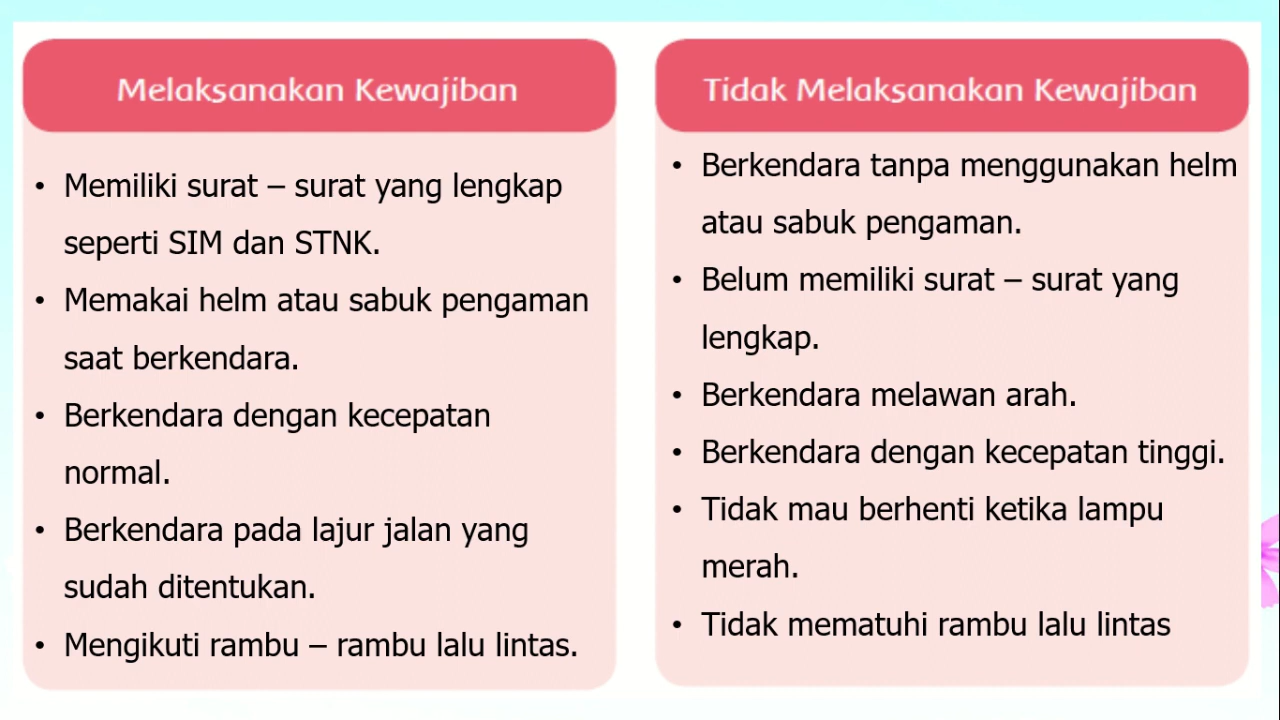 Melaksanakan Kewajiban
• Memiliki surat – surat yang lengkap
seperti SIM dan STNK.
• Memakai helm atau sabuk pengaman
saat berkendara.
• Berkendara dengan kecepatan
normal.
• Berkendara pada lajur jalan yang
sudah ditentukan.
• Mengikuti rambu – rambu lalu lintas.
Tidak Melaksanakan Kewajiban
• Berkendara tanpa menggunakan helm
atau sabuk pengaman.
• Belum memiliki surat – surat yang
lengkap.
• Berkendara melawan arah.
• Berkendara dengan kecepatan tinggi.
• Tidak mau berhenti ketika lampu
merah.
• Tidak mematuhi rambu lalu lintas